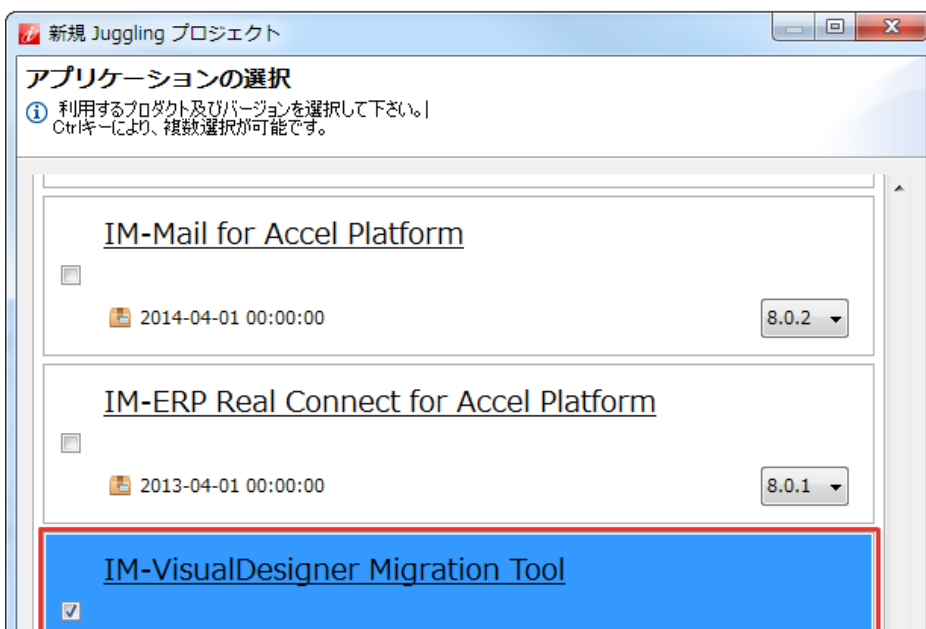 新規 Juggling プロジェクト
アプリケーションの選択
利用するプロダクト及びバージョンを選択して下さい。
Ctrlキーにより、複数選択が可能です。
IM-Mail for Accel Platform
2014-04-01 00:00:00
8.0.2
IM-ERP Real Connect for Accel Platform
2013-04-01 00:00:00
8.0.1
IM-VisualDesigner Migration Tool